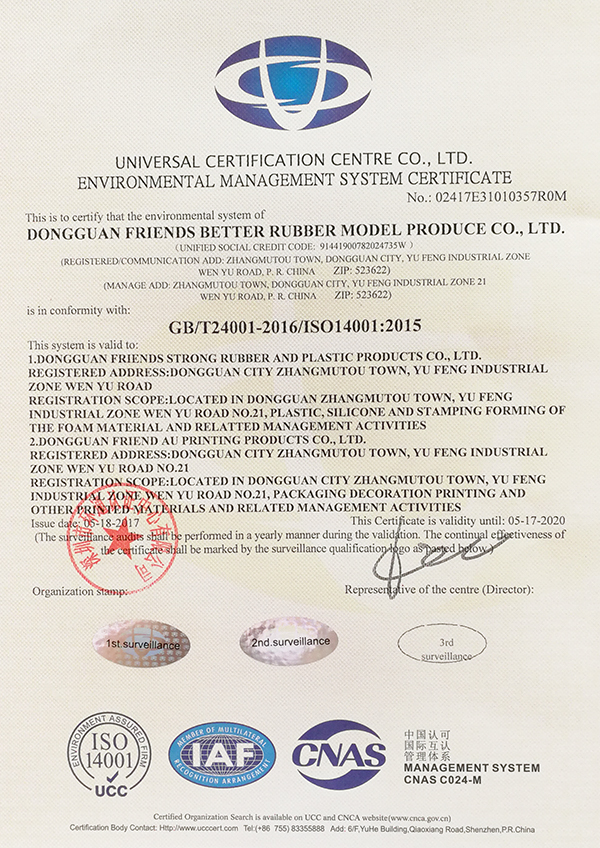 UNIVERSAL CERTIFICATION CENTRE CO., LTD.
ENVIRONMENTAL MANAGEMENT SYSTEM CERTIFICATE
No.: 02417E31010357R0M
This is to certify that the environmental system of
DONGGUAN FRIENDS BETTER RUBBER MODEL PRODUCE CO., LTD.
(UNIFIED SOCIAL CREDIT CODE: 91441900782024735W)
(REGISTERED/COMMUNICATION ADD: ZHANGMUTOU TOWN, DONGGUAN CITY, YU FENG INDUSTRIAL ZONE
WEN YU ROAD, P. R. CHINA ZIP: 523622)
(MANAGE ADD: ZHANGMUTOU TOWN, DONGGUAN CITY, YU FENG INDUSTRIAL ZONE 21
WEN YU ROAD, P. R. CHINA ZIP: 523622)
is in conformity with:
GB/T24001-2016/ISO14001:2015
This system is valid to:
1.DONGGUAN FRIENDS STRONG RUBBER AND PLASTIC PRODUCTS CO., LTD.
REGISTERED ADDRESS:DONGGUAN CITY ZHANGMUTOU TOWN, YU FENG INDUSTRIAL
ZONE WEN YU ROAD
REGISTRATION SCOPE:LOCATED IN DONGGUAN ZHANGMUTOU TOWN, YU FENG
INDUSTRIAL ZONE WEN YU ROAD NO.21, PLASTIC, SILICONE AND STAMPING FORMING OF
THE FOAM MATERIAL AND RELATTED MANAGEMENT ACTIVITIES
2.DONGGUAN FRIEND AU PRINTING PRODUCTS CO., LTD.
REGISTERED ADDRESS:DONGGUAN CITY ZHANGMUTOU TOWN, YU FENG INDUSTRIAL
ZONE WEN YU ROAD NO.21
REGISTRATION SCOPE:LOCATED IN DONGGUAN CITY ZHANGMUTOU TOWN, YU FENG
INDUSTRIAL ZONE WEN YU ROAD NO.21, PACKAGING DECORATION PRINTING AND
OTHER PRINTED MATERIALS AND RELATED MANAGEMENT ACTIVITIES
Issue date: 05-18-2017 This Certificate is validity until: 05-17-2020
(The surveillance audits shall be performed in a yearly manner during the validation. The continual effectiveness of
the certificate shall be marked by the surveillance qualification logo as pasted below.)
Organization stamp: Representative of the centre (Director):
1st.surveillance 2nd.surveillance 3rd
surveillance
ENVIRONMENT ASSURED FIRM
ISO
14001
UCC
MEMBER OF MULTILATERAL
IAF
RECOGNITION ARRANGEMENT
CNAS
中国认可
国际互认
管理体系
MANAGEMENT SYSTEM
CNAS C024-M
Certified Organization Search is available on UCC and CNCA website(www.cnca.gov.cn)
Certification Body Contact: Http://www.ucccert.com Tel:(+86 755) 83355888 Add: 6/F,YuHe Building,Qiaoxiang Road,Shenzhen,P.R.China